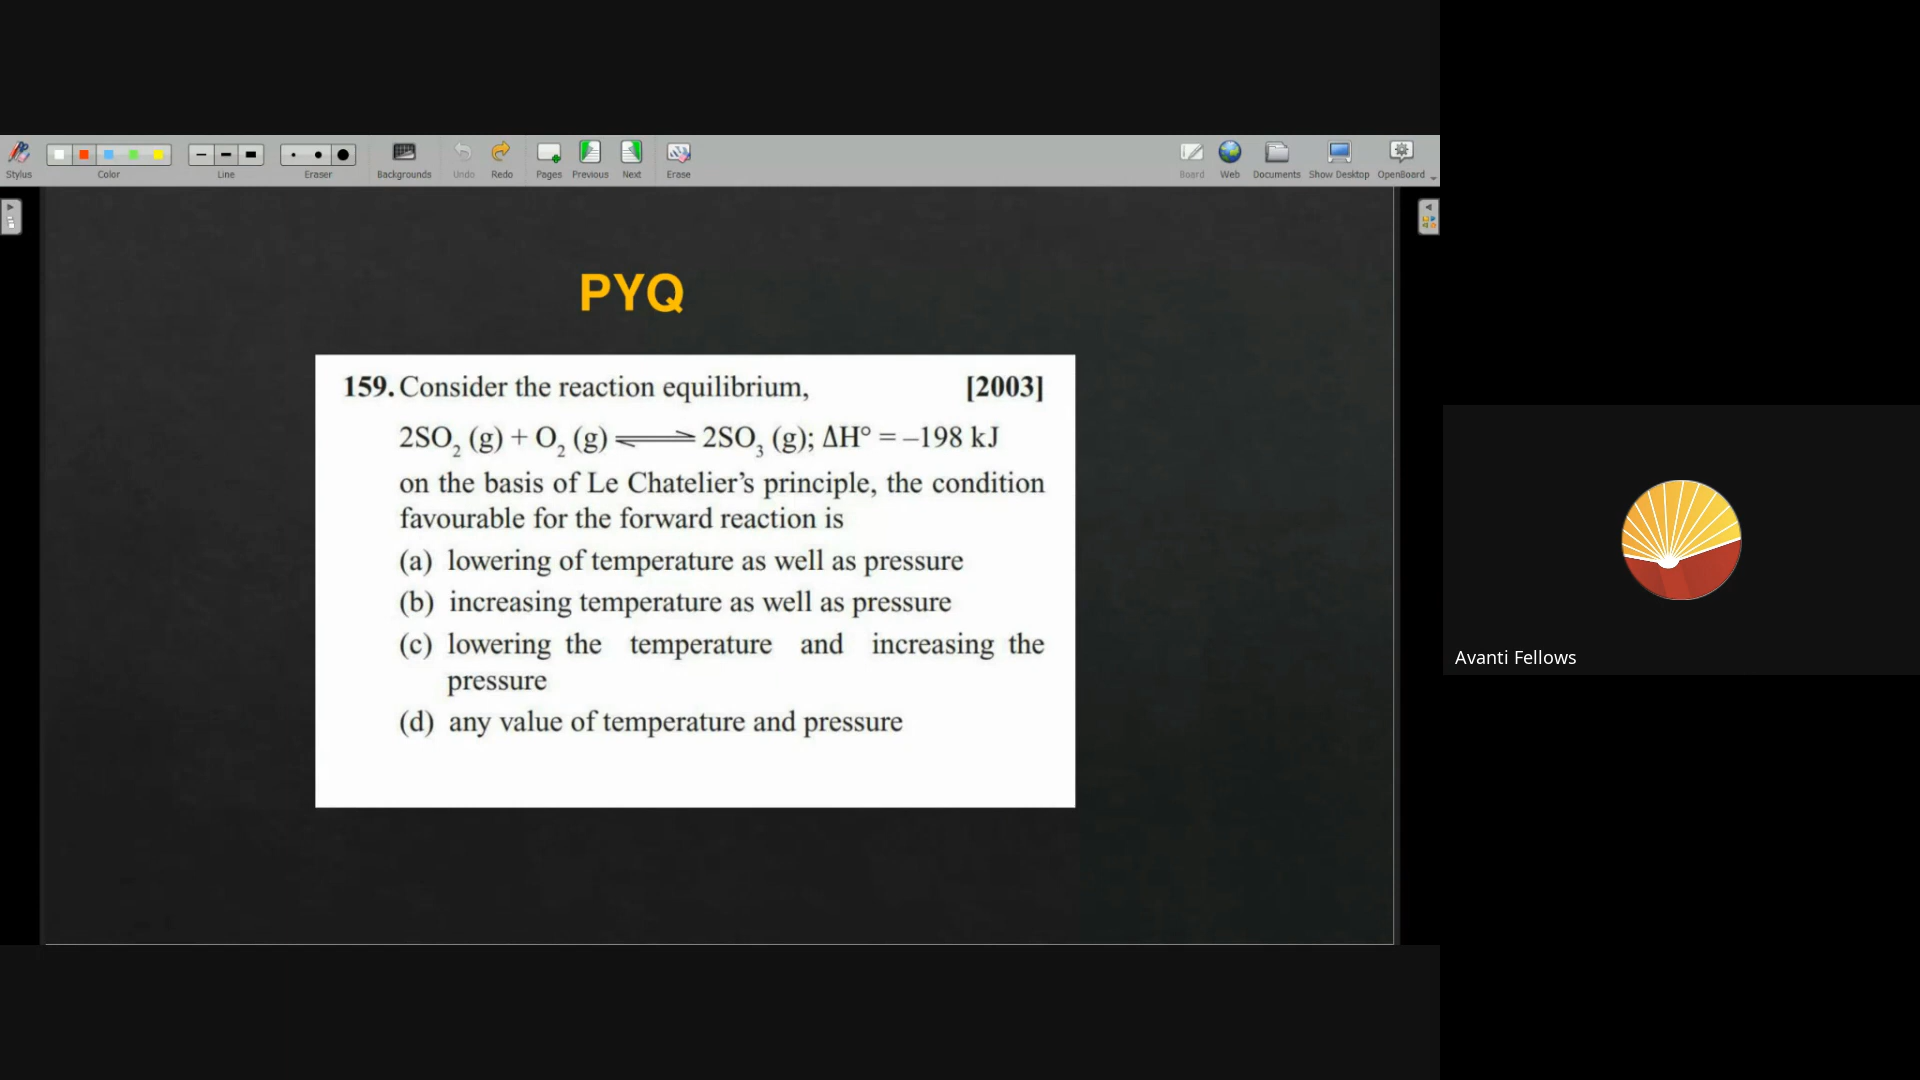 Stylus
Color
Line
Eraser
Backgrounds
Undo
Redo
Pages
Previous
Next
Erase
Board
Web
Documents
Show Desktop
OpenBoard
PYQ
159. Consider the reaction equilibrium, [2003]
2SO₂ (g) + O₂ (g) ⇌ 2SO₃ (g); ΔH° = –198 kJ
on the basis of Le Chatelier’s principle, the condition
favourable for the forward reaction is
(a) lowering of temperature as well as pressure
(b) increasing temperature as well as pressure
(c) lowering the temperature and increasing the
pressure
(d) any value of temperature and pressure
Avanti Fellows